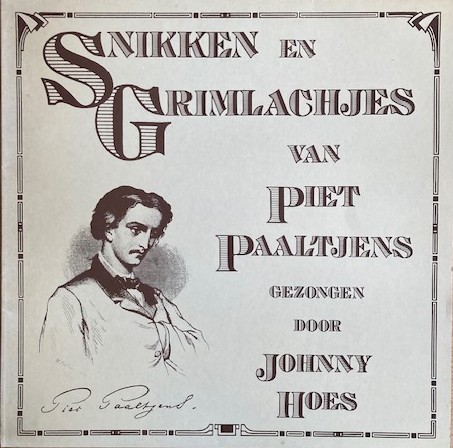 SNIKKEN EN
GRIMLACHJES
VAN
PIET
PAALTJENS
GEZONGEN
DOOR
JOHNNY
HOES
Piet Paaltjens.